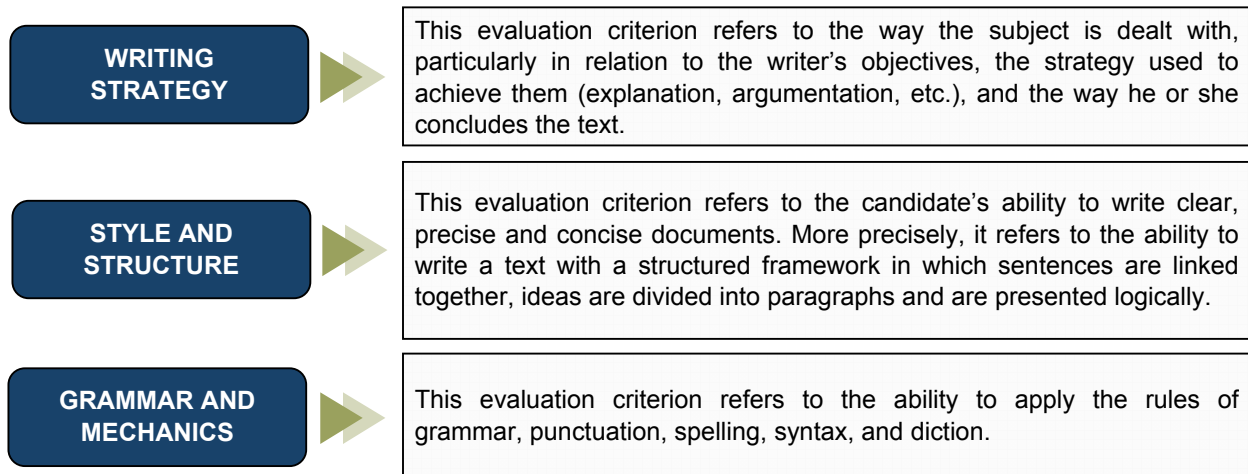 WRITING
STRATEGY
This evaluation criterion refers to the way the subject is dealt with,
particularly in relation to the writer's objectives, the strategy used to
achieve them (explanation, argumentation, etc.), and the way he or she
concludes the text.
STYLE AND
STRUCTURE
This evaluation criterion refers to the candidate's ability to write clear,
precise and concise documents. More precisely, it refers to the ability to
write a text with a structured framework in which sentences are linked
together, ideas are divided into paragraphs and are presented logically.
GRAMMAR AND
MECHANICS
This evaluation criterion refers to the ability to apply the rules of
grammar, punctuation, spelling, syntax, and diction.